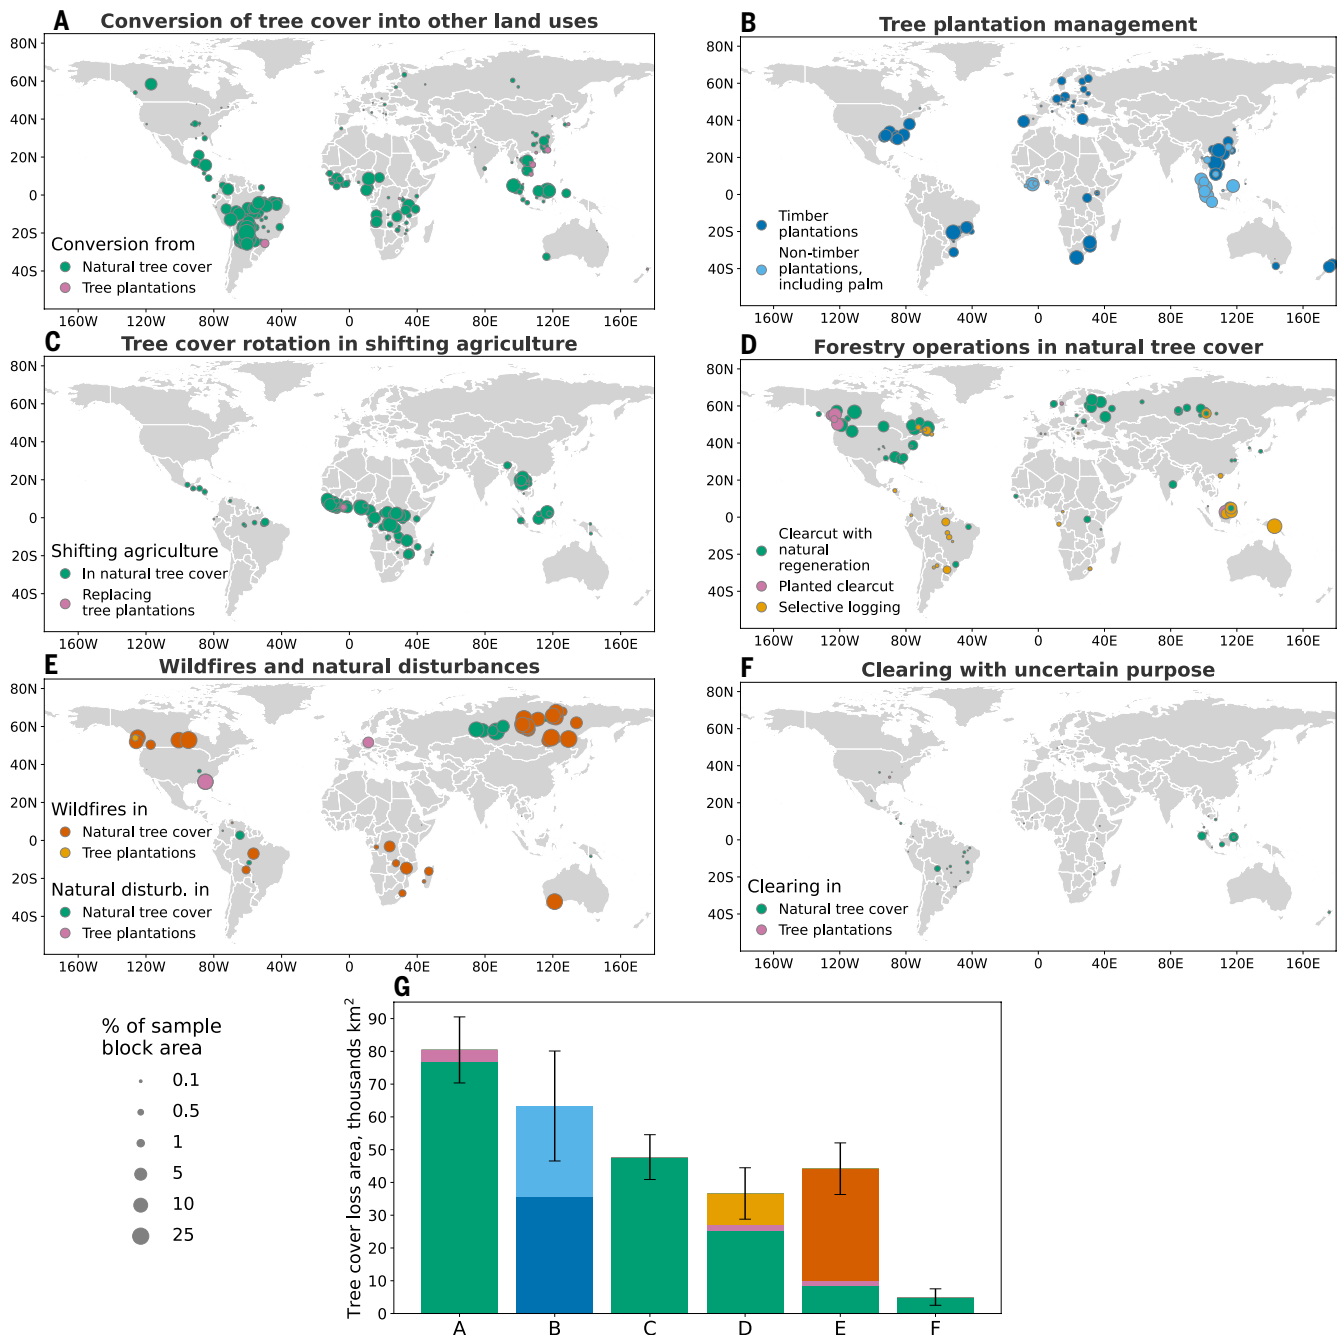 A
Conversion of tree cover into other land uses
80N
60N
40N
20N
0
20S
40S
160W 120W 80W 40W 0 40E 80E 120E 160E
Conversion from
Natural tree cover
Tree plantations
B
Tree plantation management
80N
60N
40N
20N
0
20S
40S
160W 120W 80W 40W 0 40E 80E 120E 160E
Timber
plantations
Non-timber
plantations,
including palm
C
Tree cover rotation in shifting agriculture
80N
60N
40N
20N
0
20S
40S
160W 120W 80W 40W 0 40E 80E 120E 160E
Shifting agriculture
In natural tree cover
Replacing
tree plantations
D
Forestry operations in natural tree cover
80N
60N
40N
20N
0
20S
40S
160W 120W 80W 40W 0 40E 80E 120E 160E
Clearcut with
natural
regeneration
Planted clearcut
Selective logging
E
Wildfires and natural disturbances
80N
60N
40N
20N
0
20S
40S
160W 120W 80W 40W 0 40E 80E 120E 160E
Wildfires in
Natural tree cover
Tree plantations
Natural disturb. in
Natural tree cover
Tree plantations
F
Clearing with uncertain purpose
80N
60N
40N
20N
0
20S
40S
160W 120W 80W 40W 0 40E 80E 120E 160E
Clearing in
Natural tree cover
Tree plantations
% of sample
block area
0.1
0.5
1
5
10
25
G
Tree cover loss area, thousands km²
90
80
70
60
50
40
30
20
10
0
A B C D E F